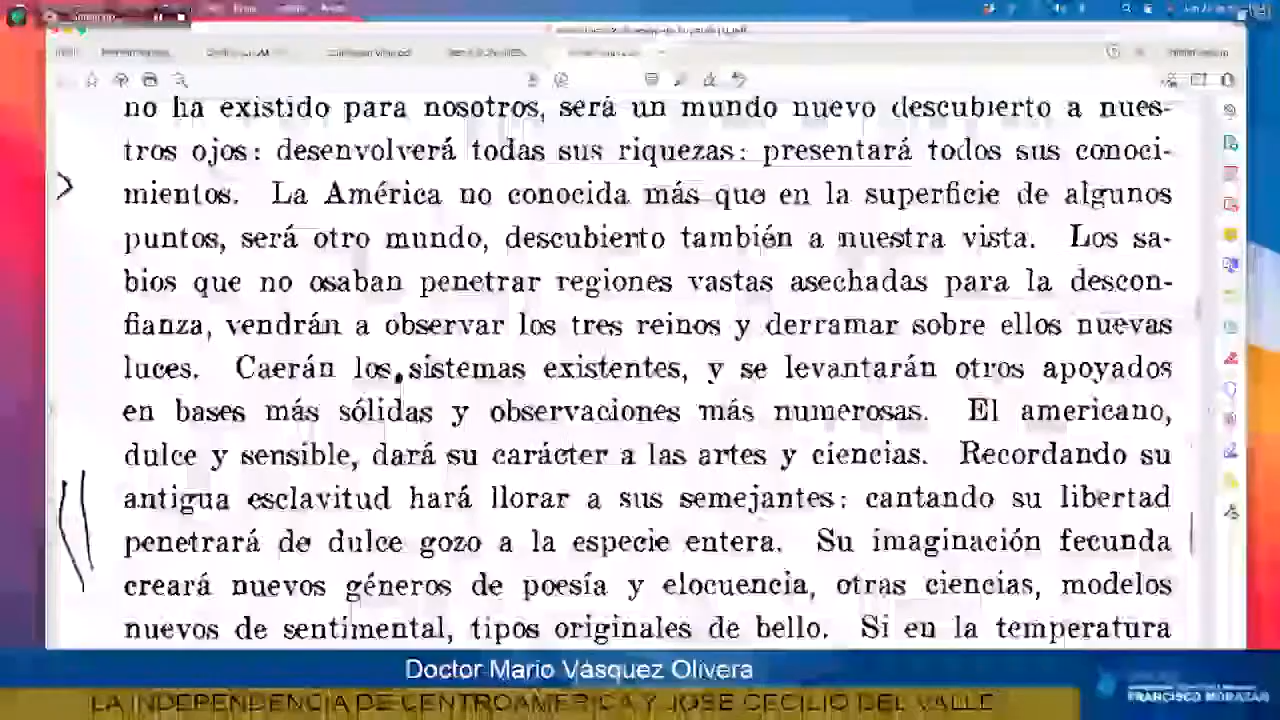 no ha existido para nosotros, será un mundo nuevo descubierto a nues-
tros ojos: desenvolverá todas sus riquezas: presentará todos sus conoci-
mientos. La América no conocida más que en la superficie de algunos
puntos, será otro mundo, descubierto también a nuestra vista. Los sa-
bios que no osaban penetrar regiones vastas asechadas para la descon-
fianza, vendrán a observar los tres reinos y derramar sobre ellos nuevas
luces. Caerán los sistemas existentes, y se levantarán otros apoyados
en bases más sólidas y observaciones más numerosas. El americano,
dulce y sensible, dará su carácter a las artes y ciencias. Recordando su
antigua esclavitud hará llorar a sus semejantes: cantando su libertad
penetrará de dulce gozo a la especie entera. Su imaginación fecunda
creará nuevos géneros de poesía y elocuencia, otras ciencias, modelos
nuevos de sentimental, tipos originales de bello. Si en la temperatura
Doctor Mario Vásquez Olivera
FRANCISCO MORAZÁN
LA INDEPENDENCIA DE CENTROAMÉRICA Y JOSÉ CECILIO DEL VALLE